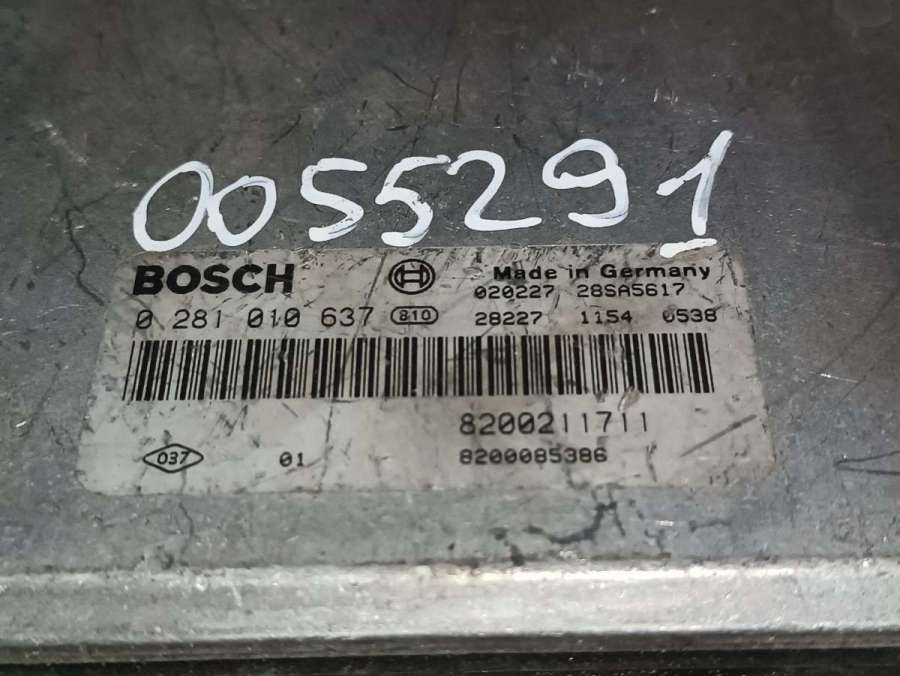 0055291
BOSCH Made in Germany
020227 28SA5617
0 281 010 637 810 28227 1154 0538
8200211711
037 01 8200085386